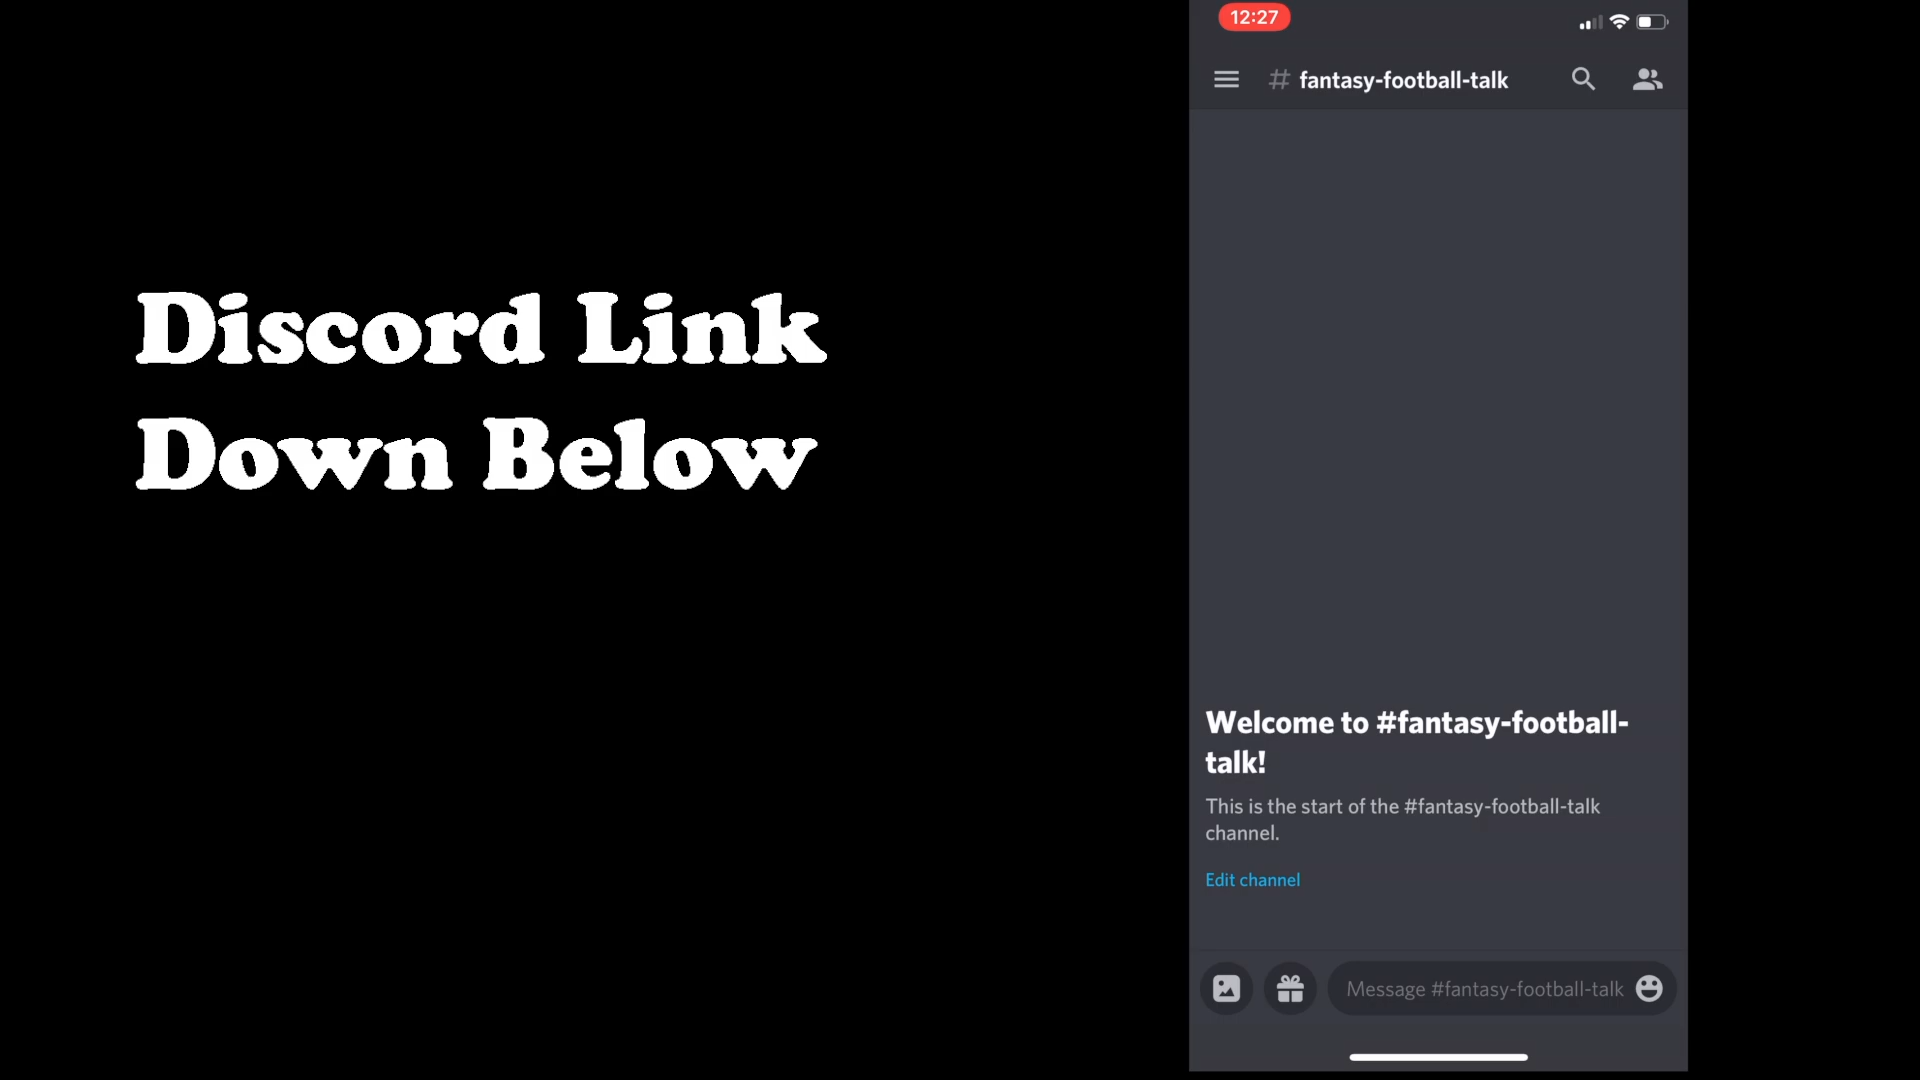 Discord Link
Down Below
12:27
# fantasy-football-talk
Welcome to #fantasy-football-
talk!
This is the start of the #fantasy-football-talk
channel.
Edit channel
Message #fantasy-football-talk